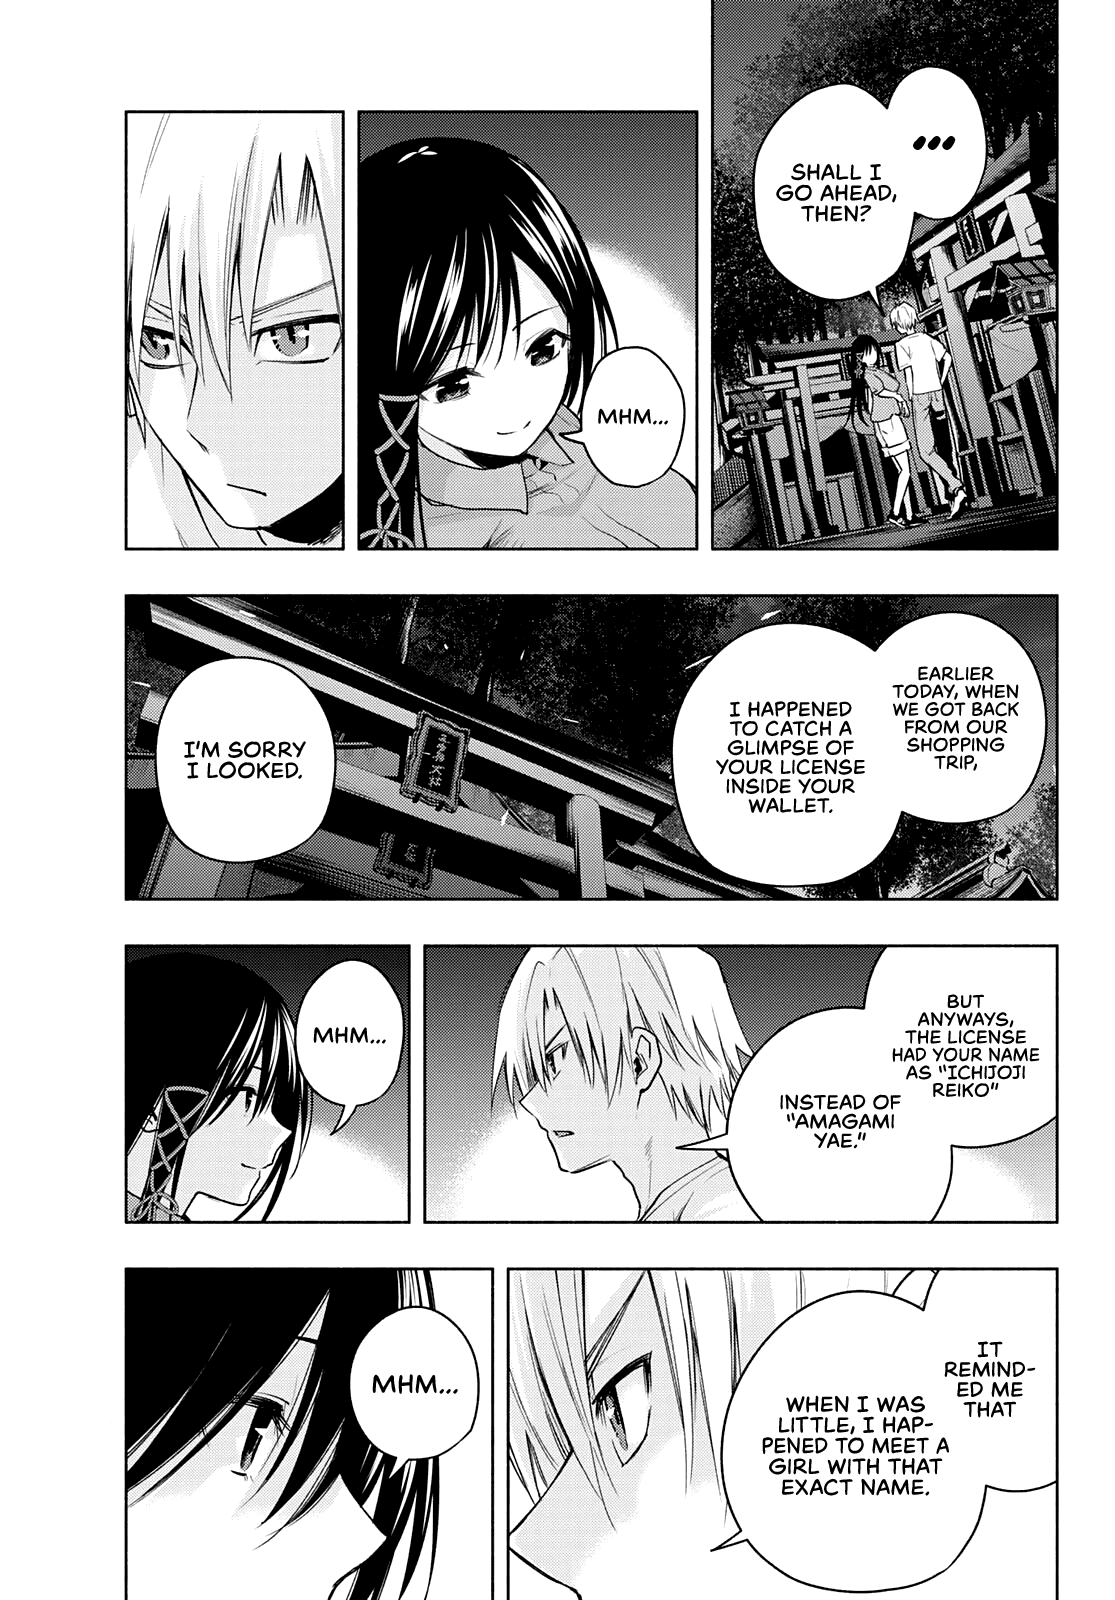 ...
SHALL I
GO AHEAD,
THEN?
MHM...
EARLIER
TODAY, WHEN
WE GOT BACK
FROM OUR
SHOPPING
TRIP,
I HAPPENED
TO CATCH A
GLIMPSE OF
YOUR LICENSE
INSIDE YOUR
WALLET.
I'M SORRY
I LOOKED.
BUT
ANYWAYS,
THE LICENSE
HAD YOUR NAME
AS "ICHIJOJI
REIKO"
INSTEAD OF
"AMAGAMI
YAE."
MHM...
IT
REMIND-
ED ME
THAT
WHEN I WAS
LITTLE, I HAP-
PENED TO MEET A
GIRL WITH THAT
EXACT NAME.
MHM...